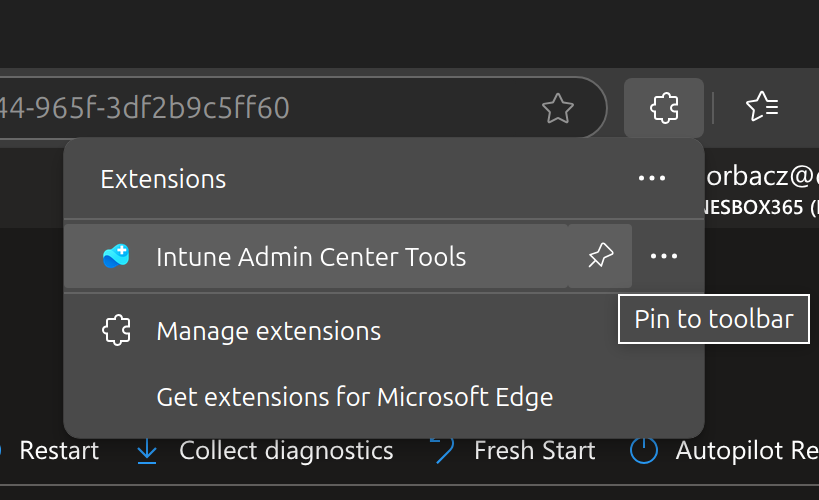 44-965f-3df2b9c5ff60
Extensions
orbacz@
NESBOX365 (
Intune Admin Center Tools
Pin to toolbar
Manage extensions
Get extensions for Microsoft Edge
Restart
Collect diagnostics
Fresh Start
Autopilot Re